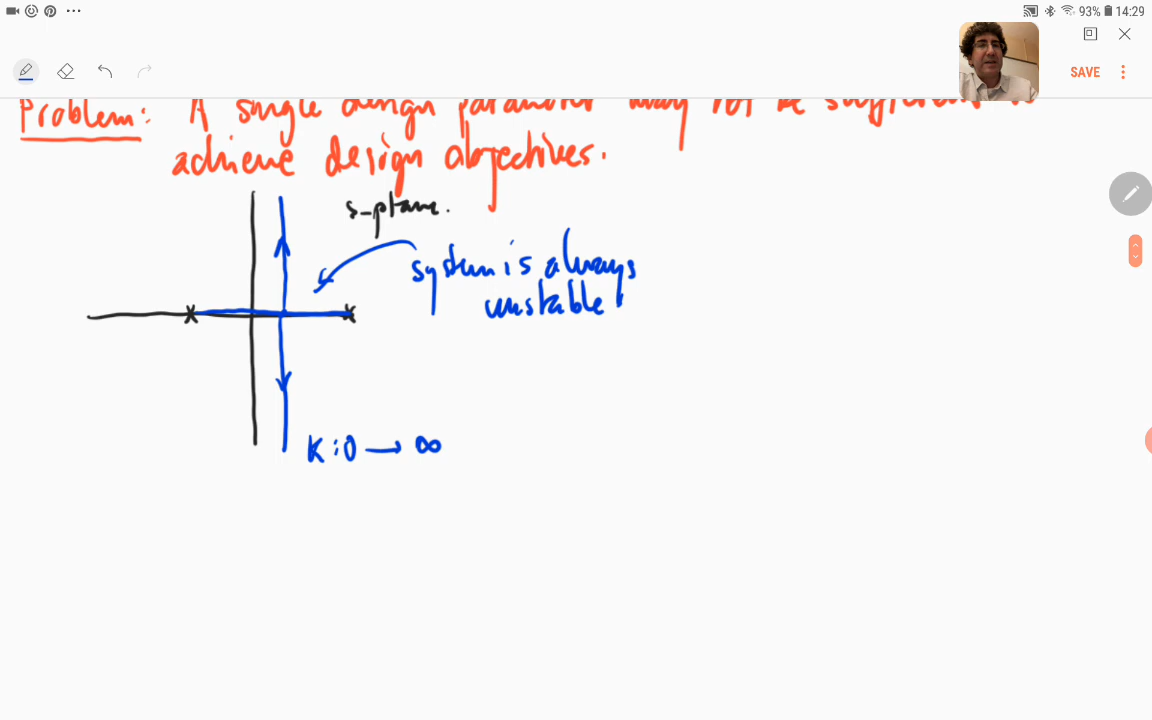 93% 14:29
SAVE
Problem: A single design parameter may not be sufficient to
achieve design objectives.
s-plane.
system is always
unstable
K: 0 → ∞